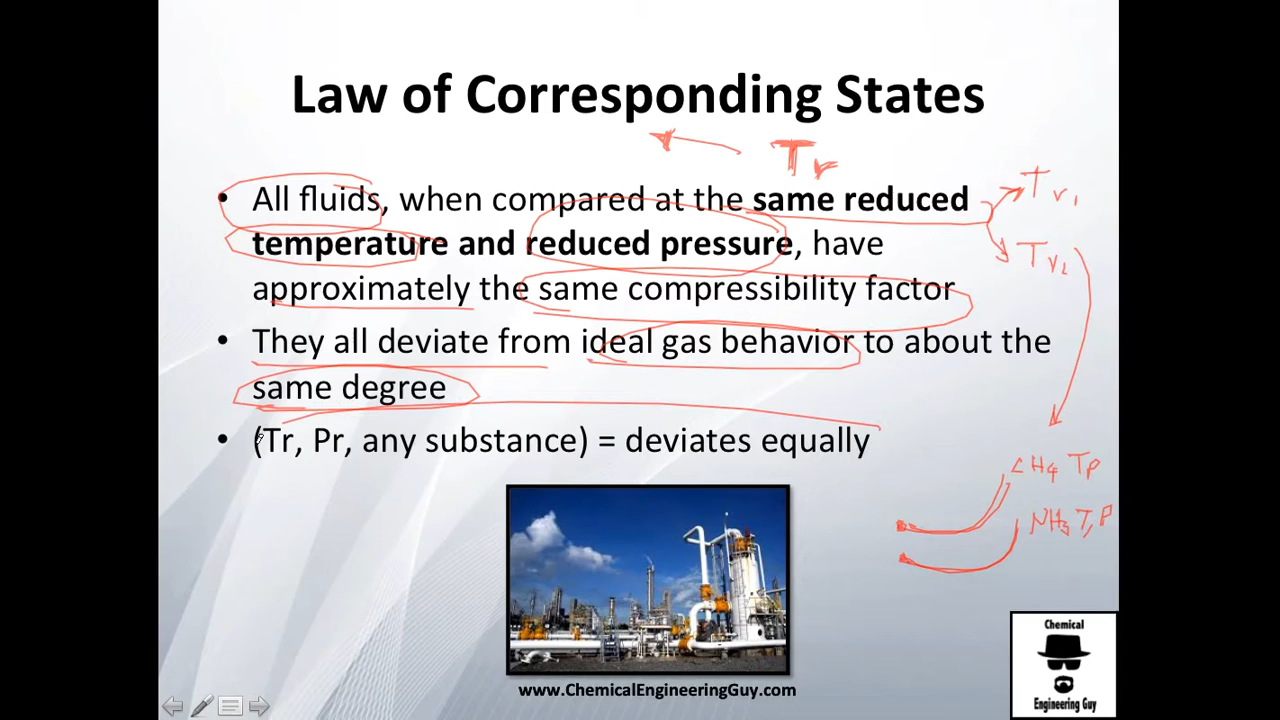 Law of Corresponding States
Tr
• All fluids, when compared at the same reduced
temperature and reduced pressure, have
approximately the same compressibility factor
Tr1
Tr2
• They all deviate from ideal gas behavior to about the
same degree
• (Tr, Pr, any substance) = deviates equally
CH4 TP
NH3 T,P
www.ChemicalEngineeringGuy.com
Chemical
Engineering Guy